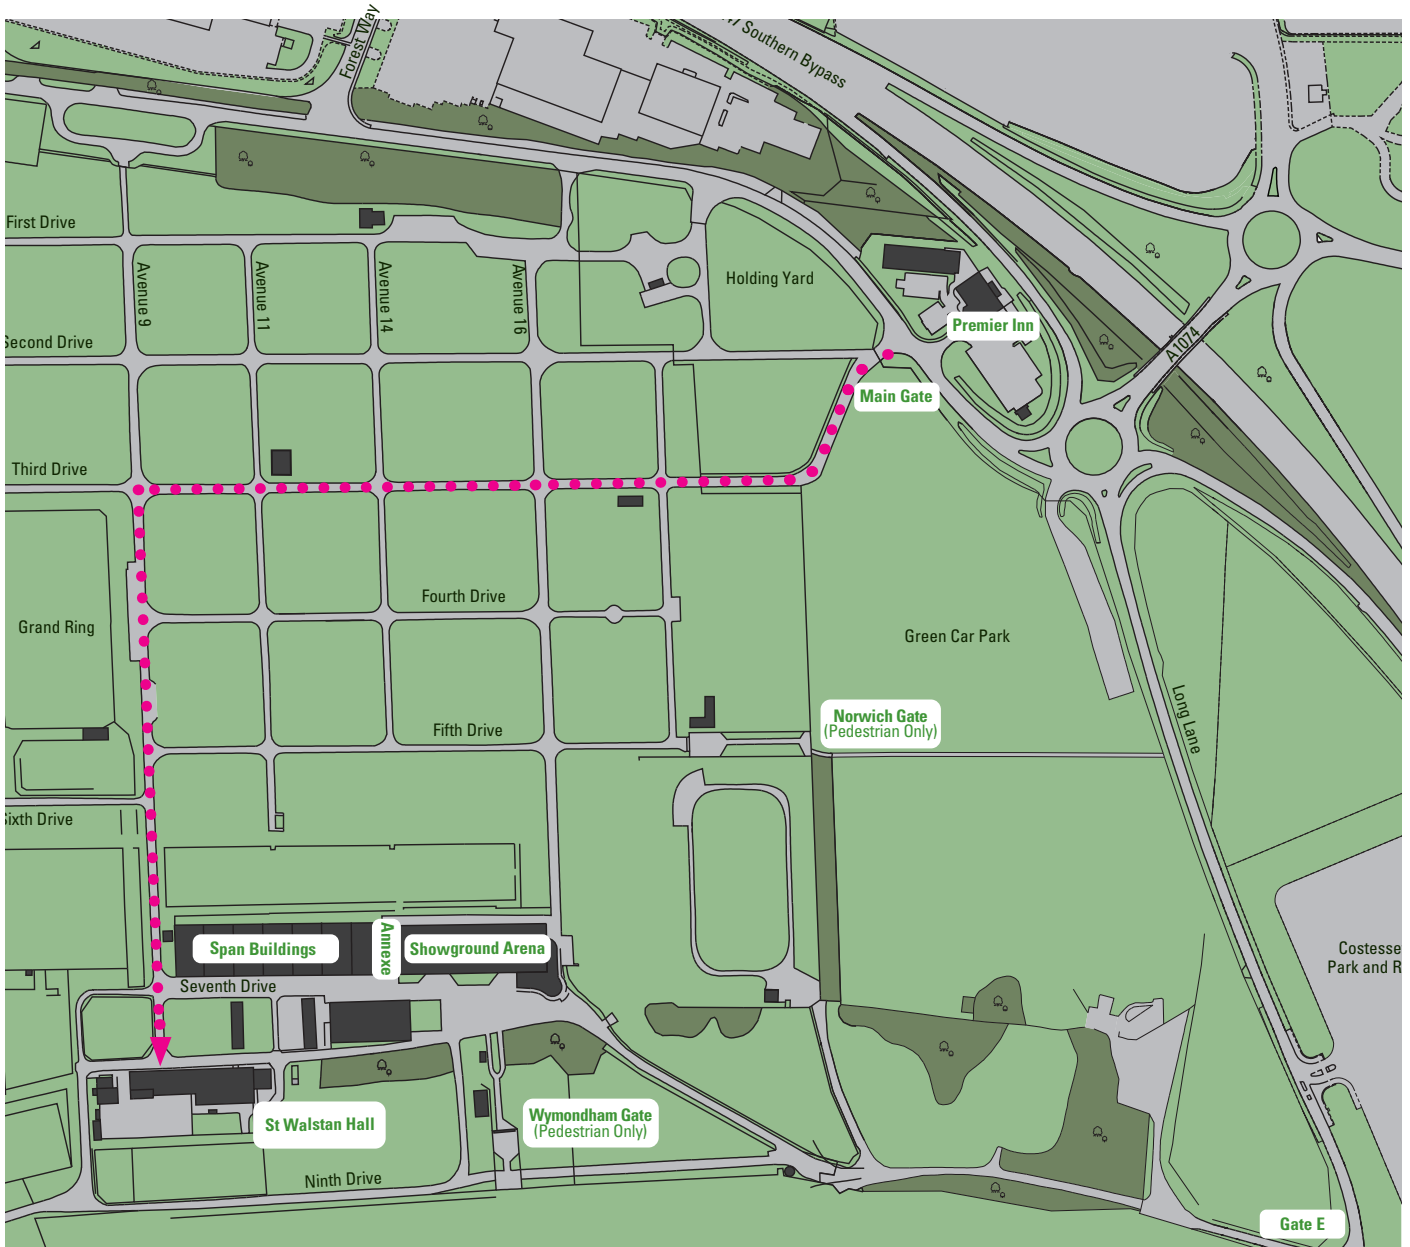 Forest Way
Southern Bypass
First Drive
Avenue 9
Avenue 11
Avenue 14
Avenue 16
Holding Yard
Premier Inn
A1074
Second Drive
Main Gate
Third Drive
Fourth Drive
Grand Ring
Green Car Park
Long Lane
Norwich Gate
(Pedestrian Only)
Fifth Drive
Sixth Drive
Span Buildings
Annexe
Showground Arena
Costesse
Park and R
Seventh Drive
St Walstan Hall
Wymondham Gate
(Pedestrian Only)
Ninth Drive
Gate E